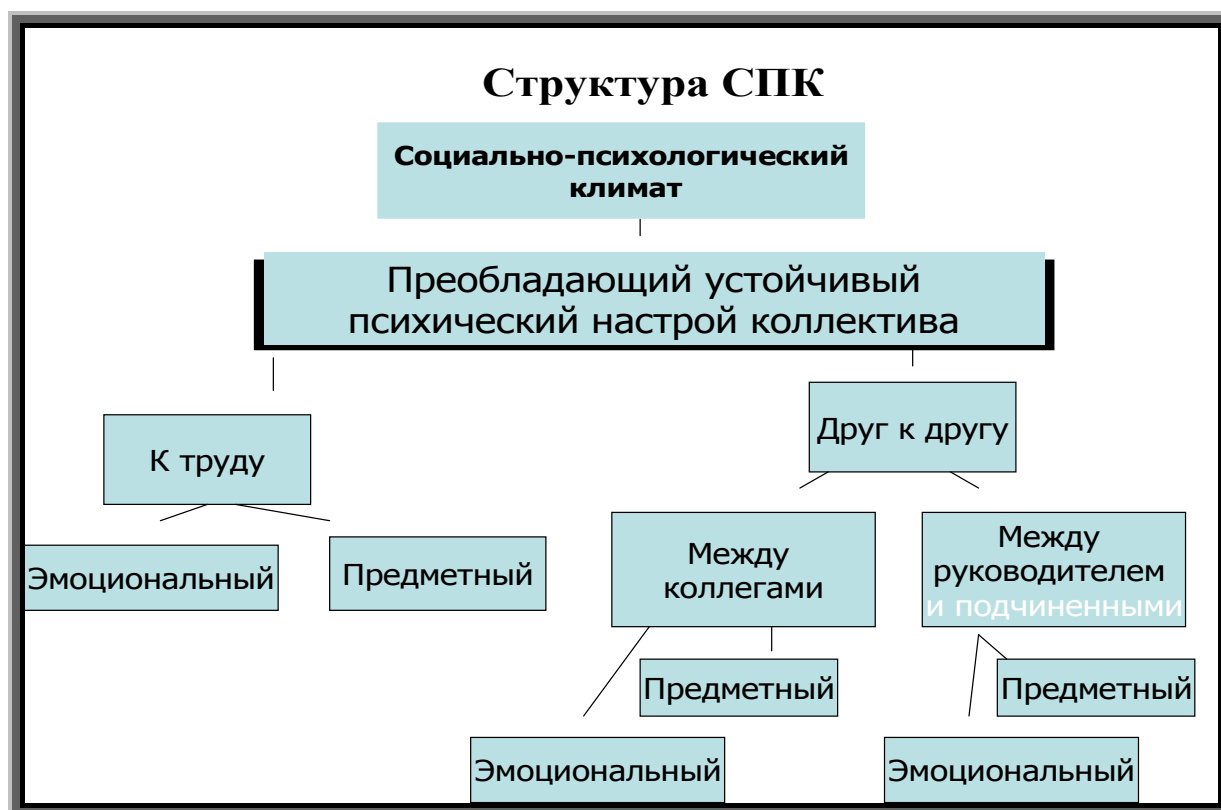 Структура СПК
Социально-психологический
климат
Преобладающий устойчивый
психический настрой коллектива
К труду
Друг к другу
Эмоциональный
Предметный
Между
коллегами
Между
руководителем
и подчиненными
Предметный
Предметный
Эмоциональный
Эмоциональный